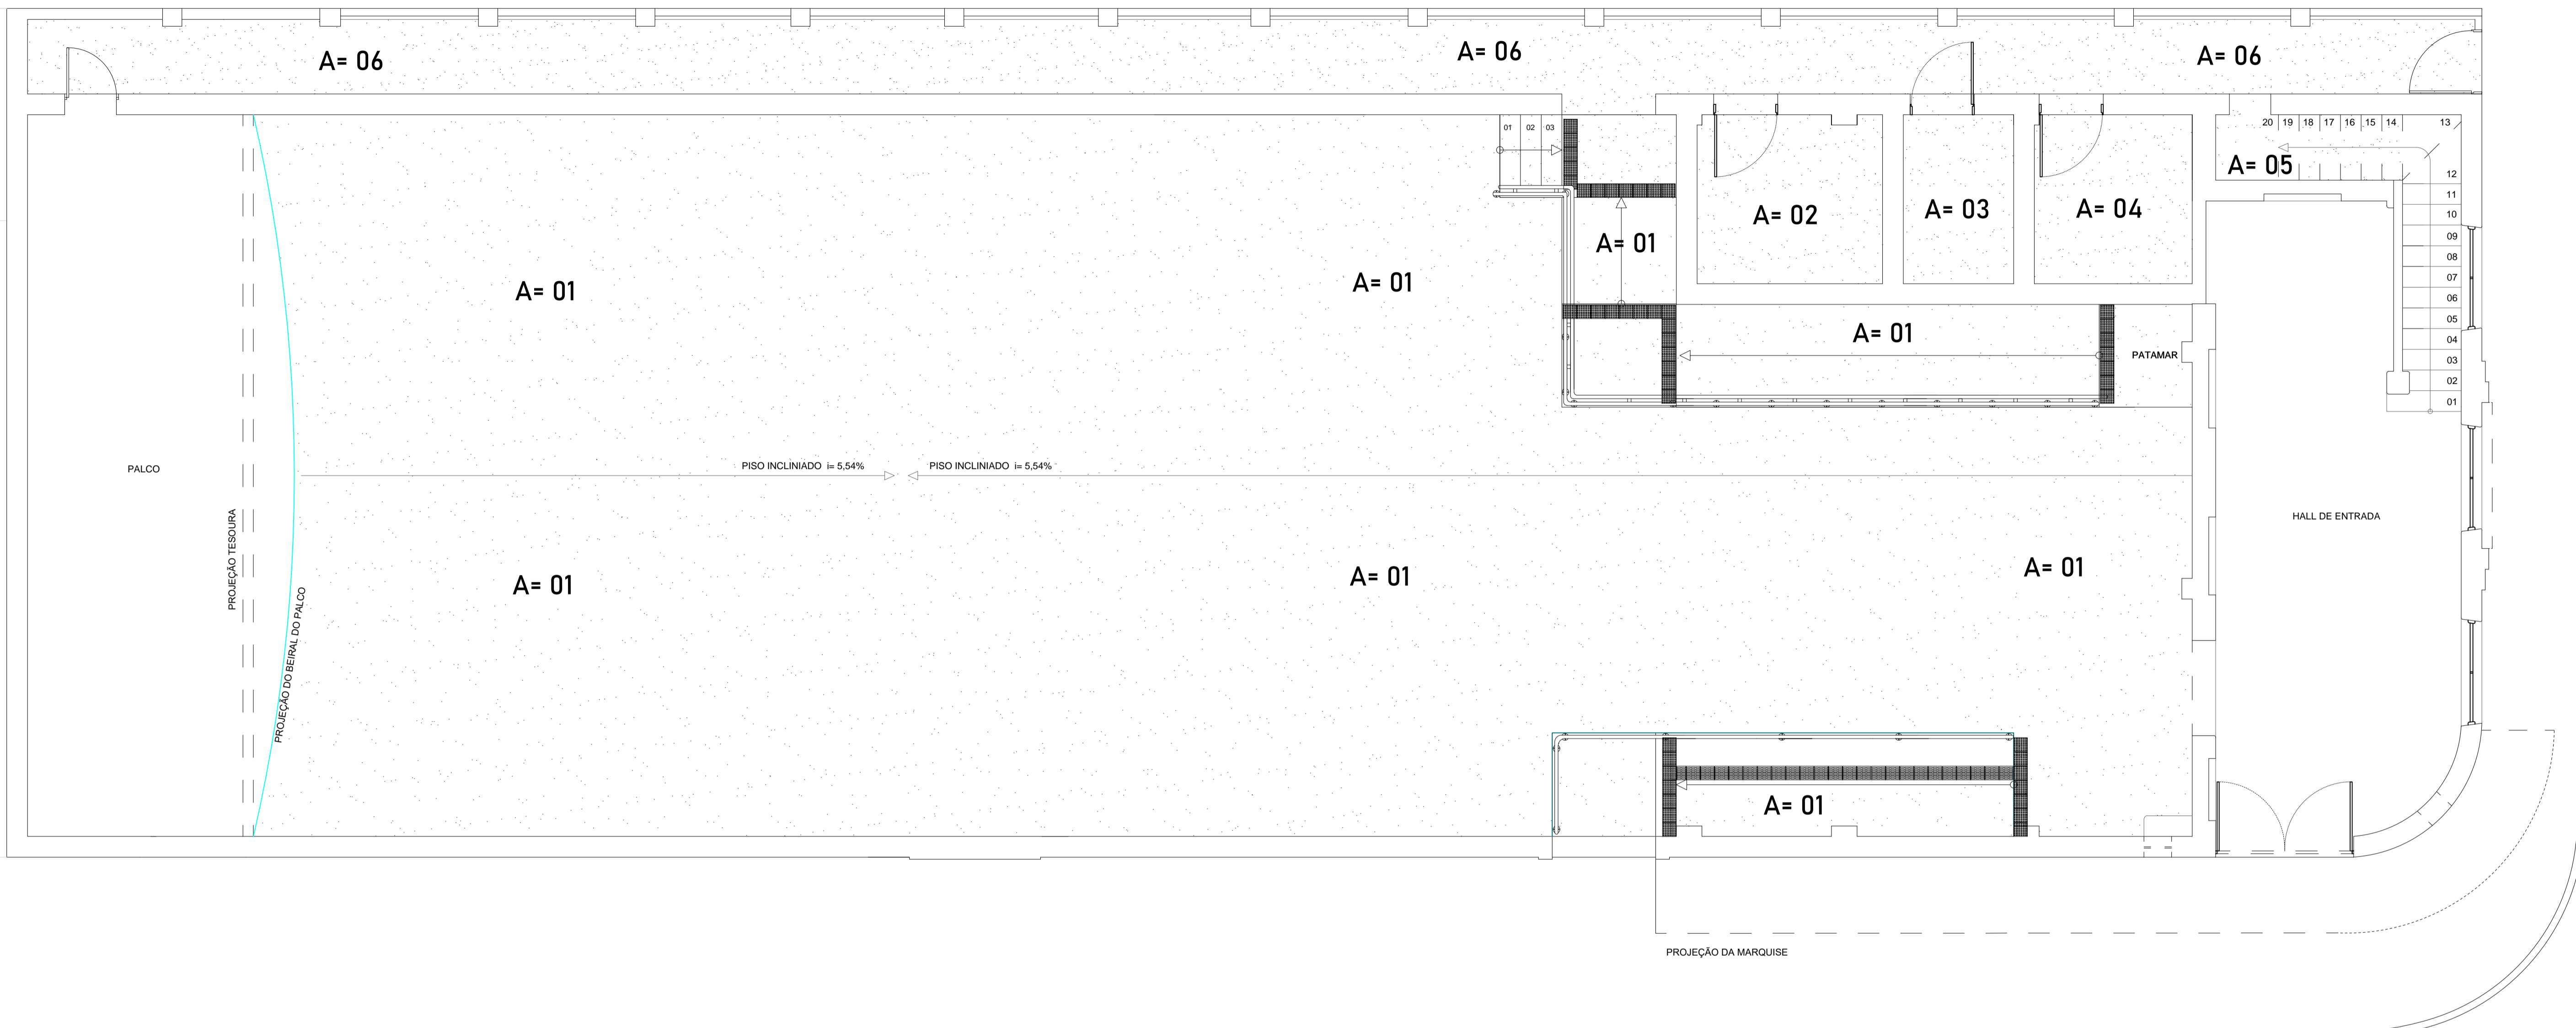 A= 06
A= 06
A= 06
01 02 03
20 19 18 17 16 15 14 13
A= 05
12
11
10
09
08
07
06
05
04
03
02
01
A= 02
A= 03
A= 04
A= 01
A= 01
A= 01
A= 01
PATAMAR
PALCO
PISO INCLINIADO i= 5,54%
PISO INCLINIADO i= 5,54%
HALL DE ENTRADA
PROJEÇÃO TESOURA
PROJEÇÃO DO BEIRAL DO PALCO
A= 01
A= 01
A= 01
A= 01
PROJEÇÃO DA MARQUISE